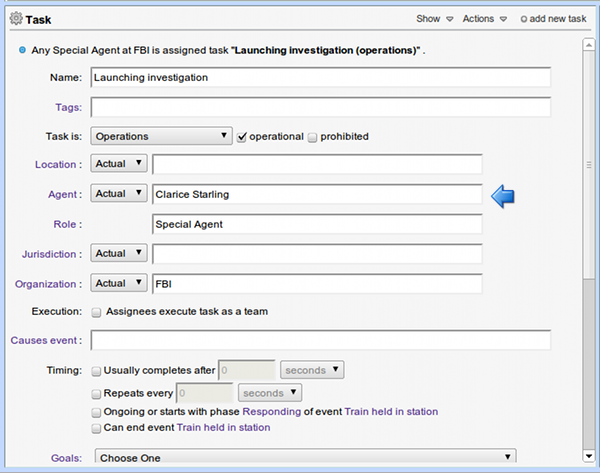 Task Show Actions add new task
Any Special Agent at FBI is assigned task "Launching investigation (operations)" .
Name: Launching investigation
Tags:
Task is: Operations operational prohibited
Location : Actual
Agent : Actual Clarice Starling
Role : Special Agent
Jurisdiction : Actual
Organization : Actual FBI
Execution: Assignees execute task as a team
Causes event :
Timing: Usually completes after 0 seconds
Repeats every 0 seconds
Ongoing or starts with phase Responding of event Train held in station
Can end event Train held in station
Goals: Choose One